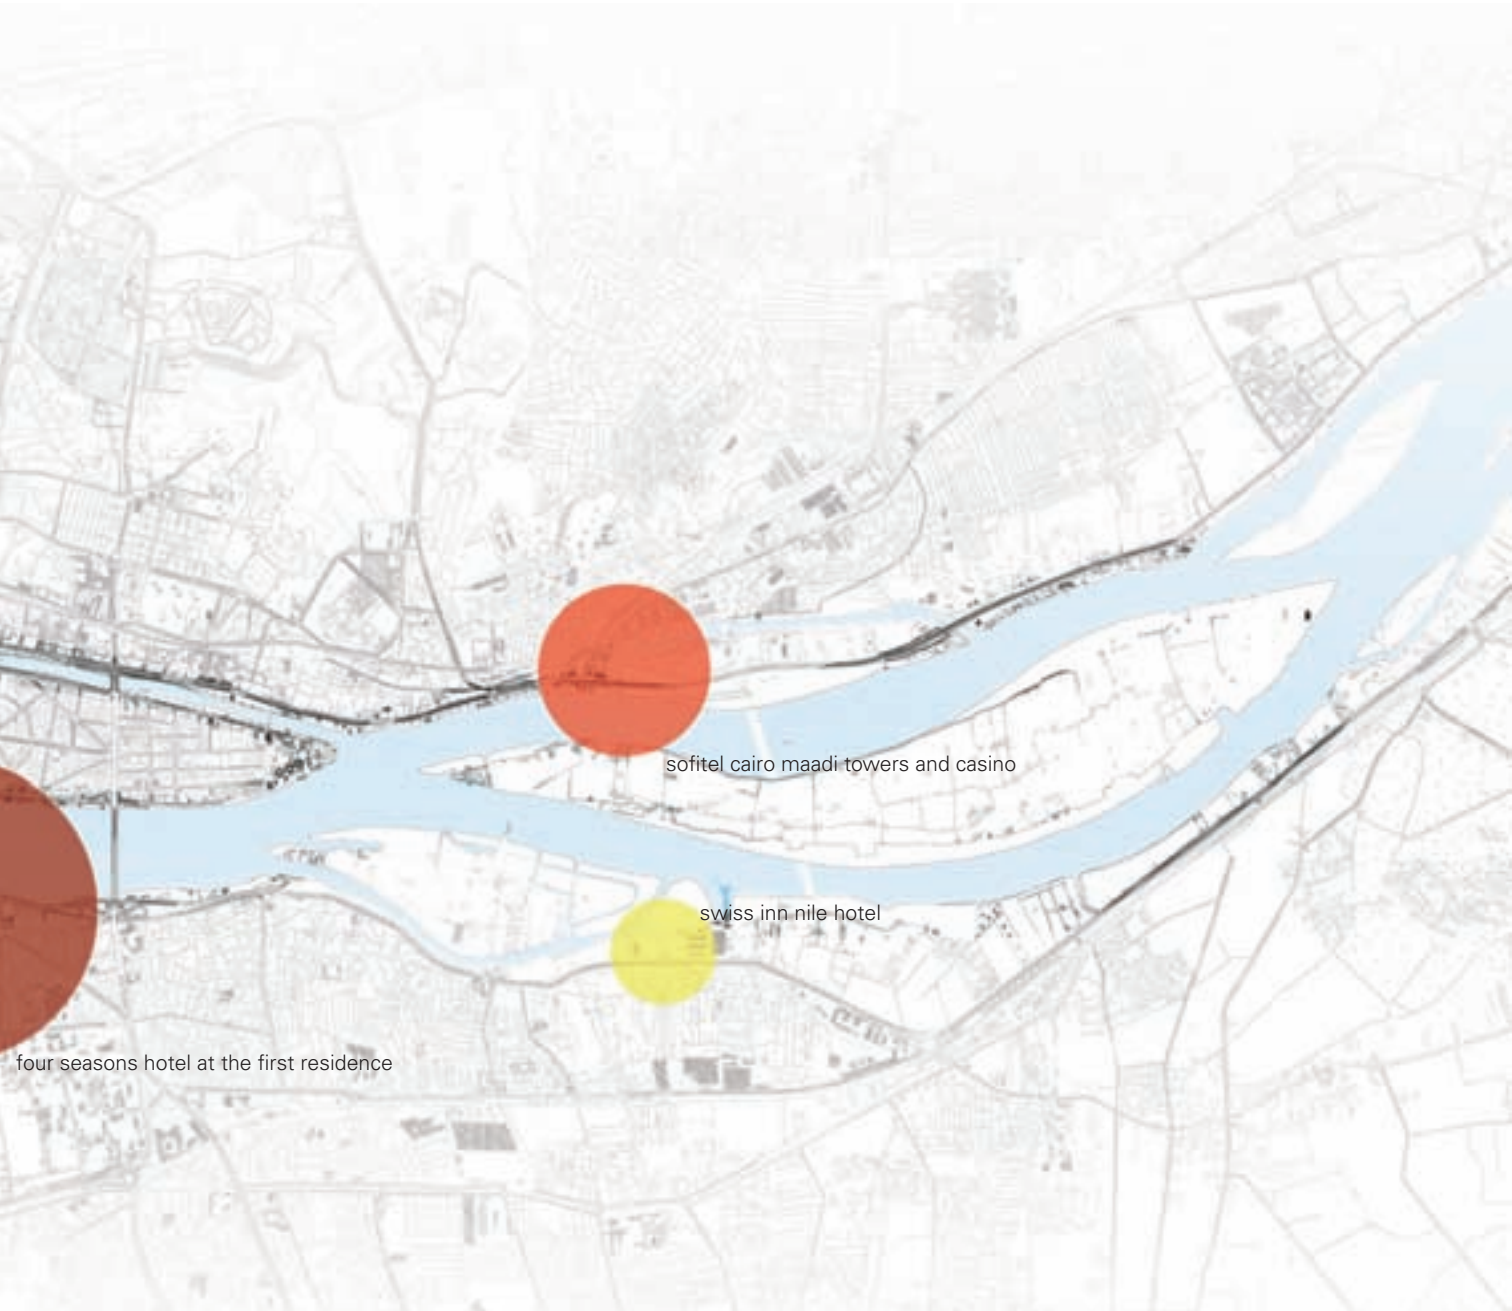 sofitel cairo maadi towers and casino
swiss inn nile hotel
four seasons hotel at the first residence